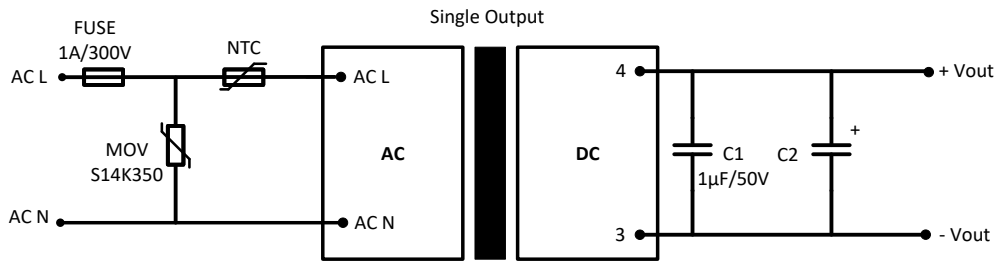 Single Output
FUSE
1A/300V
NTC
AC L
AC L
4
+ Vout
MOV
S14K350
AC
DC
C1
1µF/50V
C2
+
AC N
AC N
3
- Vout